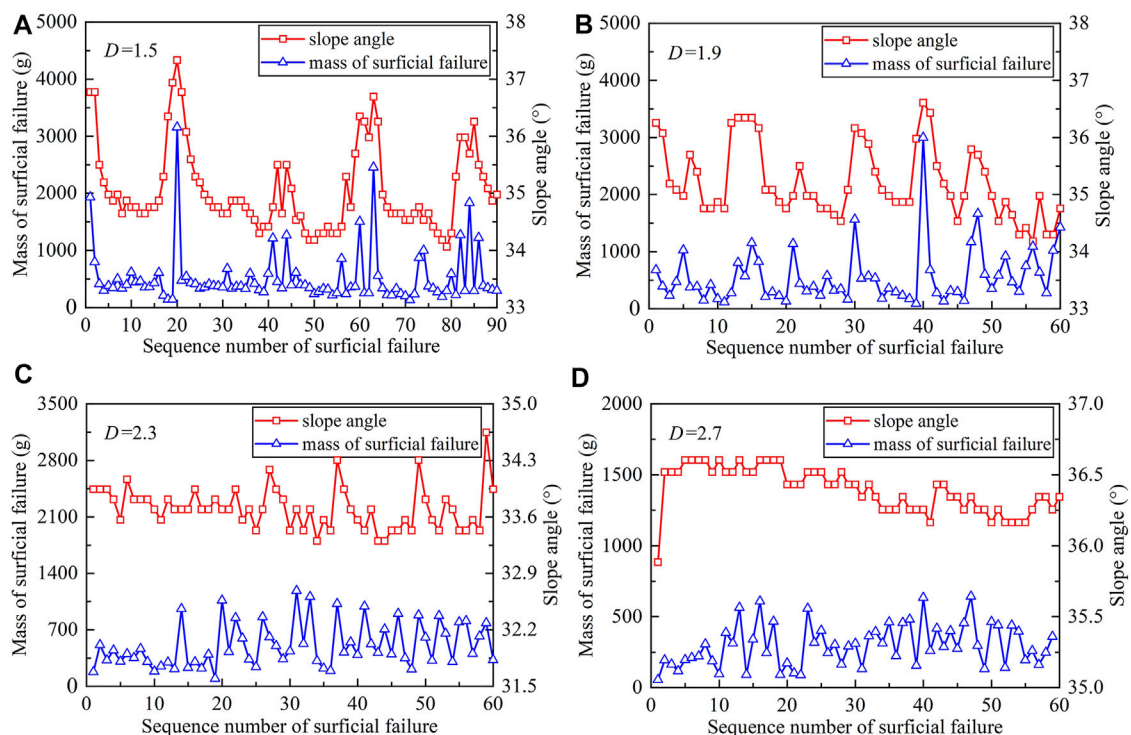 A
D=1.5
slope angle
mass of surficial failure
5000
4000
3000
2000
1000
0
Mass of surficial failure (g)
38
37
36
35
34
33
Slope angle (°)
0 10 20 30 40 50 60 70 80 90
Sequence number of surficial failure
B
D=1.9
slope angle
mass of surficial failure
5000
4000
3000
2000
1000
0
Mass of surficial failure (g)
38
37
36
35
34
33
Slope angle (°)
0 10 20 30 40 50 60
Sequence number of surficial failure
C
D=2.3
slope angle
mass of surficial failure
3500
2800
2100
1400
700
0
Mass of surficial failure (g)
35.0
34.3
33.6
32.9
32.2
31.5
Slope angle (°)
0 10 20 30 40 50 60
Sequence number of surficial failure
D
D=2.7
slope angle
mass of surficial failure
2000
1500
1000
500
0
Mass of surficial failure (g)
37.0
36.5
36.0
35.5
35.0
Slope angle (°)
0 10 20 30 40 50 60
Sequence number of surficial failure